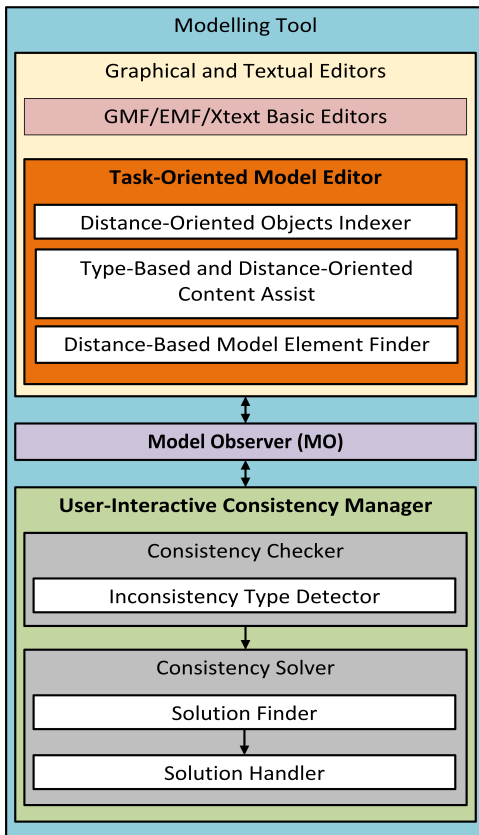 Modelling Tool
Graphical and Textual Editors
GMF/EMF/Xtext Basic Editors
Task-Oriented Model Editor
Distance-Oriented Objects Indexer
Type-Based and Distance-Oriented
Content Assist
Distance-Based Model Element Finder
Model Observer (MO)
User-Interactive Consistency Manager
Consistency Checker
Inconsistency Type Detector
Consistency Solver
Solution Finder
Solution Handler